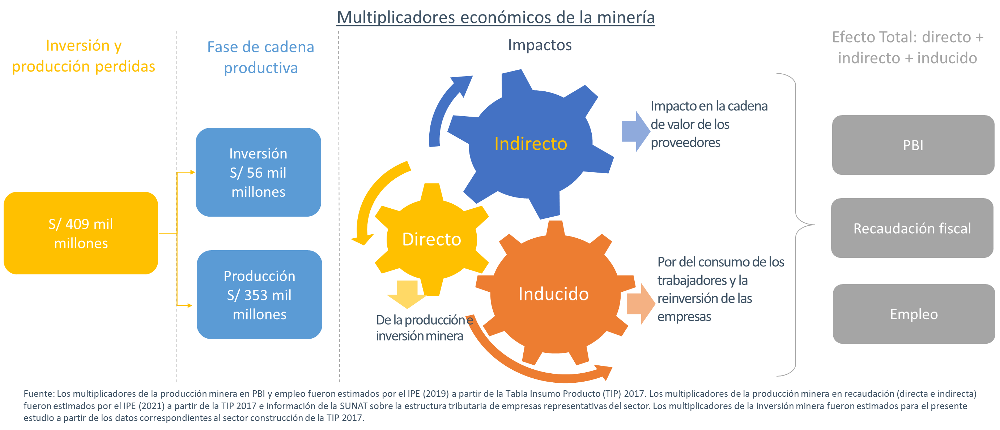 Multiplicadores económicos de la minería
Inversión y
producción perdidas
S/ 409 mil
millones
Fase de cadena
productiva
Inversión
S/ 56 mil
millones
Producción
S/ 353 mil
millones
Impactos
Indirecto
Impacto en la cadena
de valor de los
proveedores
Directo
De la producción e
inversión minera
Inducido
Por del consumo de los
trabajadores y la
reinversión de las
empresas
Efecto Total: directo +
indirecto + inducido
PBI
Recaudación fiscal
Empleo
Fuente: Los multiplicadores de la producción minera en PBI y empleo fueron estimados por el IPE (2019) a partir de la Tabla Insumo Producto (TIP) 2017. Los multiplicadores de la producción minera en recaudación (directa e indirecta)
fueron estimados por el IPE (2021) a partir de la TIP 2017 e información de la SUNAT sobre la estructura tributaria de empresas representativas del sector. Los multiplicadores de la inversión minera fueron estimados para el presente
estudio a partir de los datos correspondientes al sector construcción de la TIP 2017.